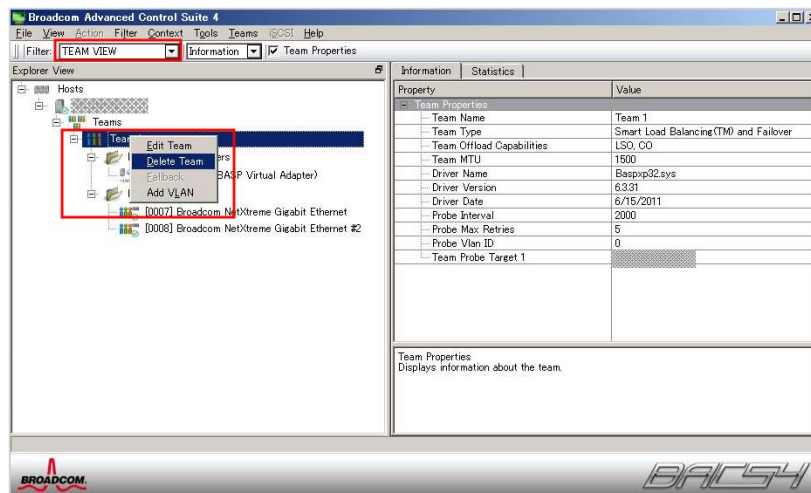 Broadcom Advanced Control Suite 4
File View Action Filter Context Tools Teams iSCSI Help
Filter: TEAM VIEW Information Team Properties
Explorer View
Hosts
Teams
Edit Team
Delete Team
Fallback
Add VLAN
BASP Virtual Adapter)
[0007] Broadcom NetXtreme Gigabit Ethernet
[0008] Broadcom NetXtreme Gigabit Ethernet #2
Information Statistics
Property Value
Team Properties
Team Name Team 1
Team Type Smart Load Balancing(TM) and Failover
Team Offload Capabilities LSO, CO
Team MTU 1500
Driver Name Baspxp32.sys
Driver Version 6.3.31
Driver Date 6/15/2011
Probe Interval 2000
Probe Max Retries 5
Probe Vlan ID 0
Team Probe Target 1
Team Properties
Displays information about the team.
BROADCOM.
BACS4